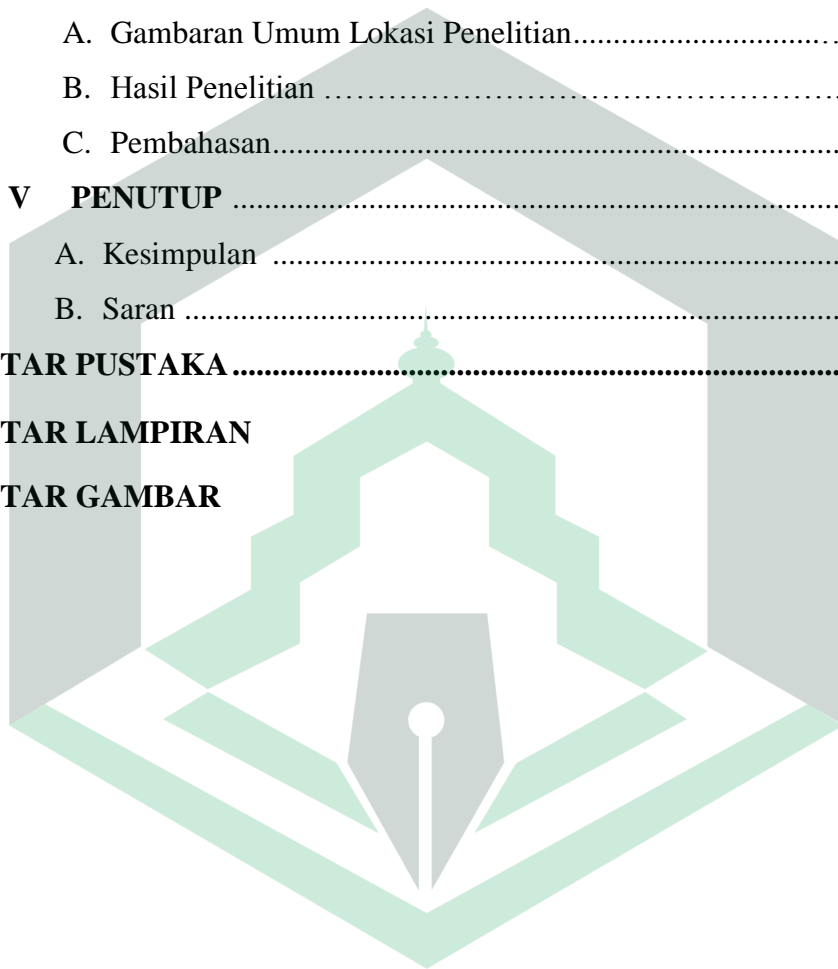 A. Gambaran Umum Lokasi Penelitian..................................
B. Hasil Penelitian ……………………………………………….
C. Pembahasan........................................................................
V PENUTUP .............................................................................
A. Kesimpulan .......................................................................
B. Saran ..................................................................................
TAR PUSTAKA.............................................................................
TAR LAMPIRAN
TAR GAMBAR